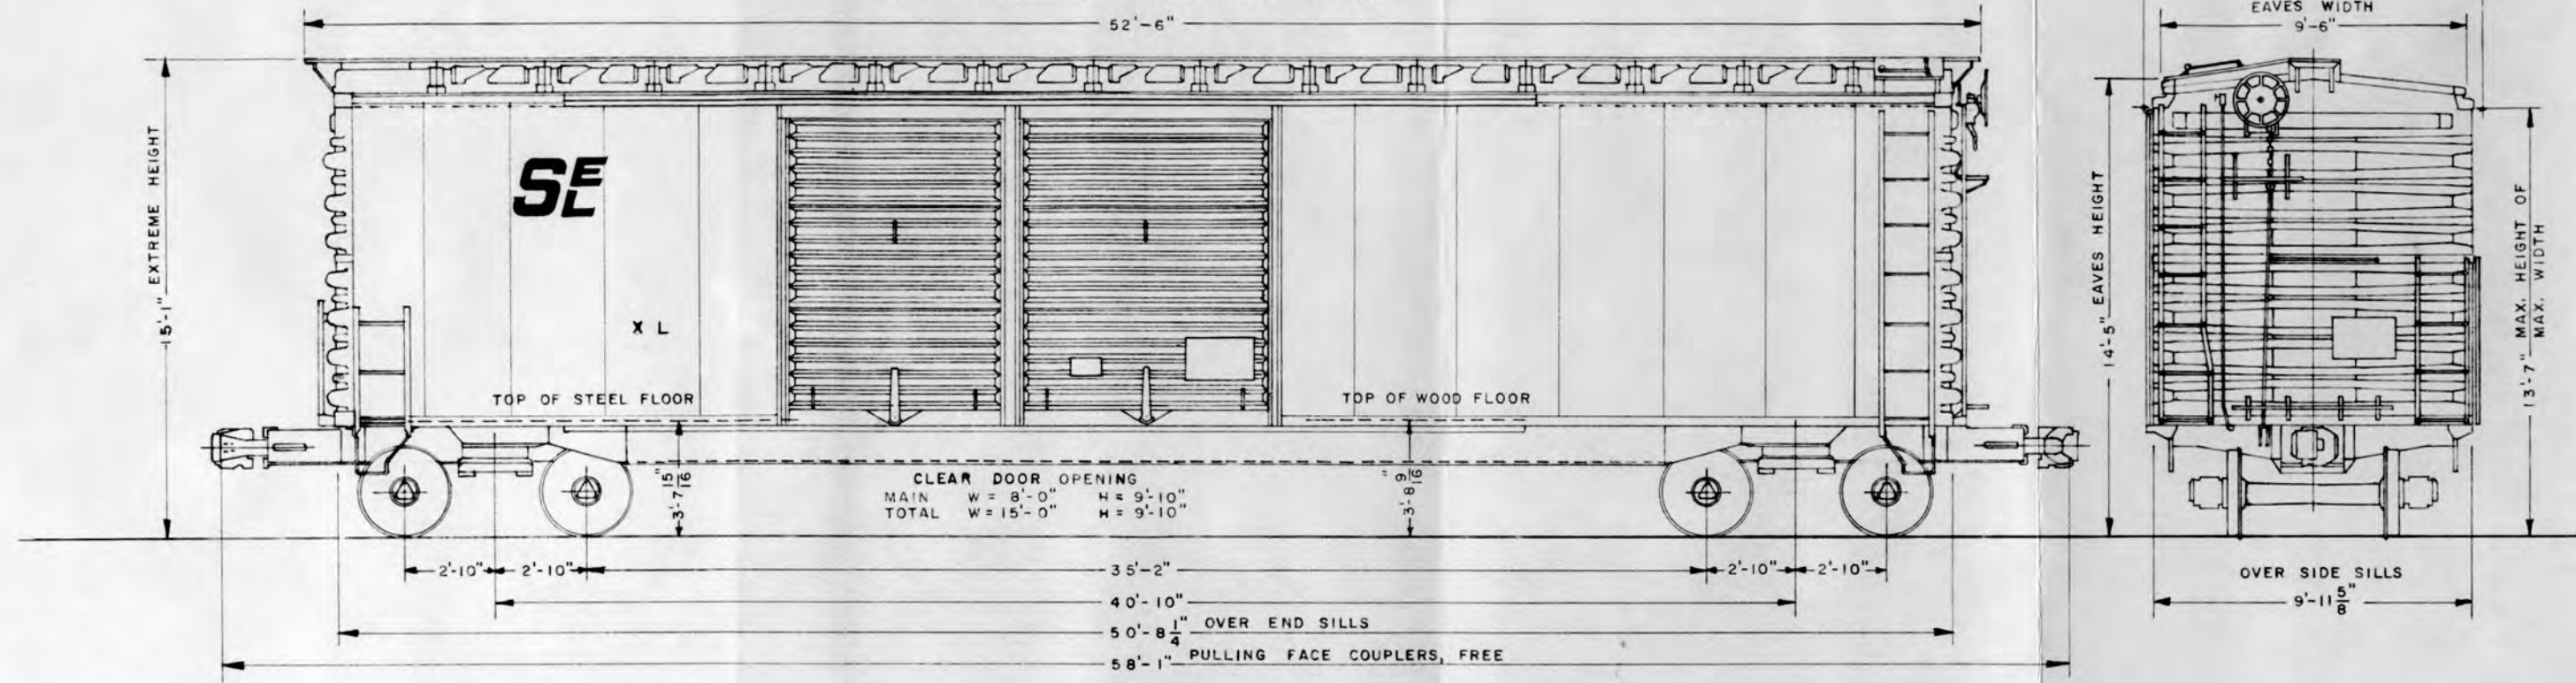 52'-6"
EAVES WIDTH
9'-6"
15'-1" EXTREME HEIGHT
SEL
X L
TOP OF STEEL FLOOR
TOP OF WOOD FLOOR
14'-5" EAVES HEIGHT
13'-7" MAX. HEIGHT OF
MAX. WIDTH
3'-7 15/16"
CLEAR DOOR OPENING
MAIN W = 8'-0" H = 9'-10"
TOTAL W = 15'-0" H = 9'-10"
3'-8 9/16"
2'-10" 2'-10" 35'-2" 2'-10" 2'-10"
40'-10"
50'-8 1/4" OVER END SILLS
58'-1" PULLING FACE COUPLERS, FREE
OVER SIDE SILLS
9'-11 5/8"